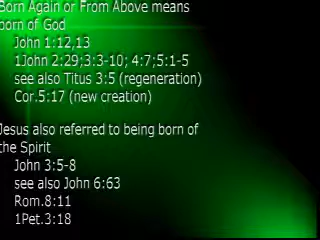 Born Again or From Above means
born of God
John 1:12,13
1John 2:29;3:3-10; 4:7;5:1-5
see also Titus 3:5 (regeneration)
Cor.5:17 (new creation)
Jesus also referred to being born of
the Spirit
John 3:5-8
see also John 6:63
Rom.8:11
1Pet.3:18